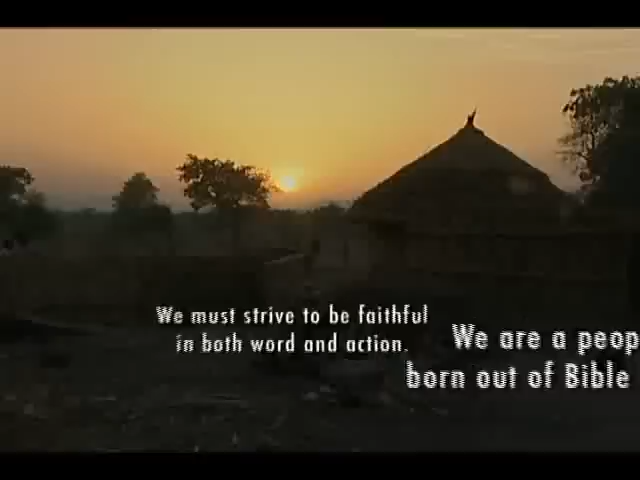 We must strive to be faithful
in both word and action.
We are a peop
born out of Bible